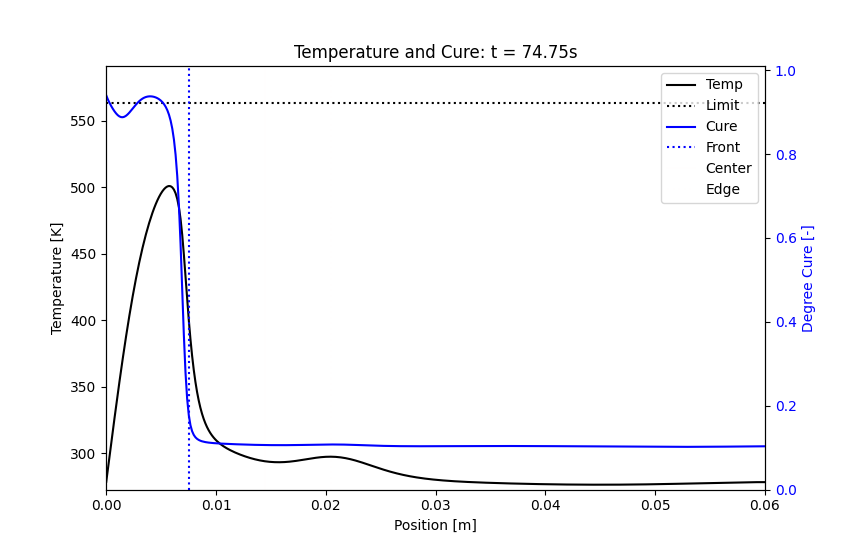 Temperature and Cure: t = 74.75s
Temp
Limit
Cure
Front
Center
Edge
550
500
450
400
350
300
Temperature [K]
1.0
0.8
0.6
0.4
0.2
0.0
Degree Cure [-]
0.00
0.01
0.02
0.03
0.04
0.05
0.06
Position [m]